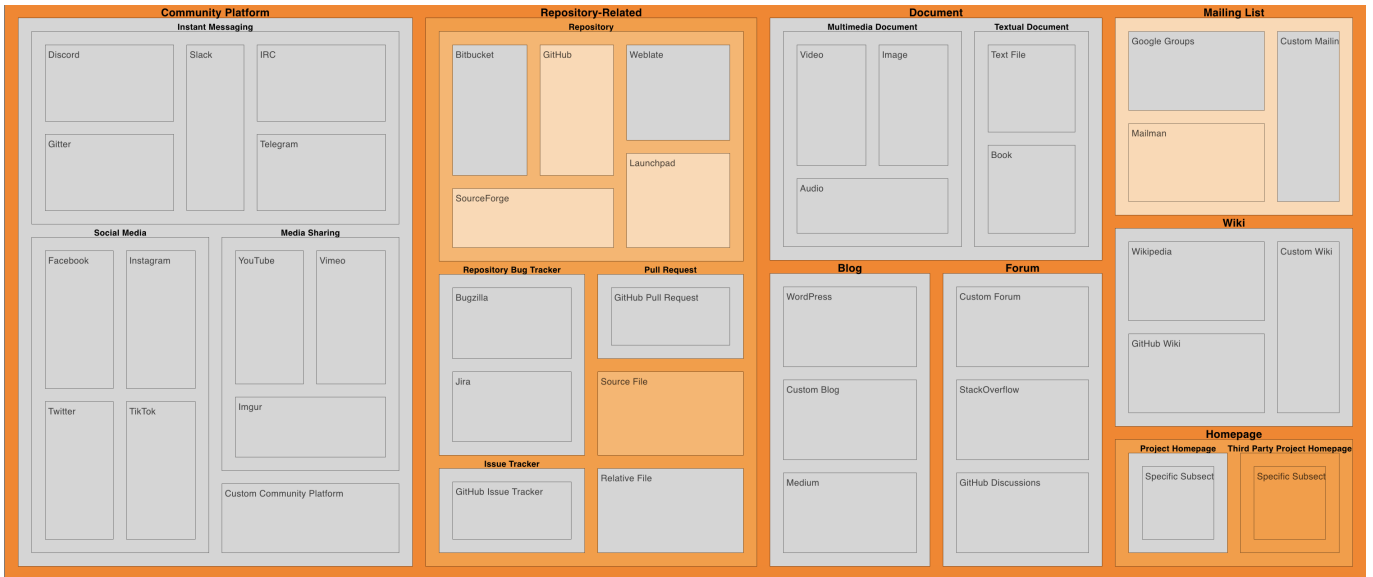 Community Platform
Instant Messaging
Discord
Slack
IRC
Gitter
Telegram
Social Media
Facebook
Instagram
Twitter
TikTok
Media Sharing
YouTube
Vimeo
Imgur
Custom Community Platform
Repository-Related
Repository
Bitbucket
GitHub
Weblate
Launchpad
SourceForge
Repository Bug Tracker
Bugzilla
Jira
Pull Request
GitHub Pull Request
Source File
Issue Tracker
GitHub Issue Tracker
Relative File
Document
Multimedia Document
Video
Image
Audio
Textual Document
Text File
Book
Blog
WordPress
Custom Blog
Medium
Forum
Custom Forum
StackOverflow
GitHub Discussions
Mailing List
Google Groups
Custom Mailin
Mailman
Wiki
Wikipedia
Custom Wiki
GitHub Wiki
Homepage
Project Homepage
Specific Subsect
Third Party Project Homepage
Specific Subsect